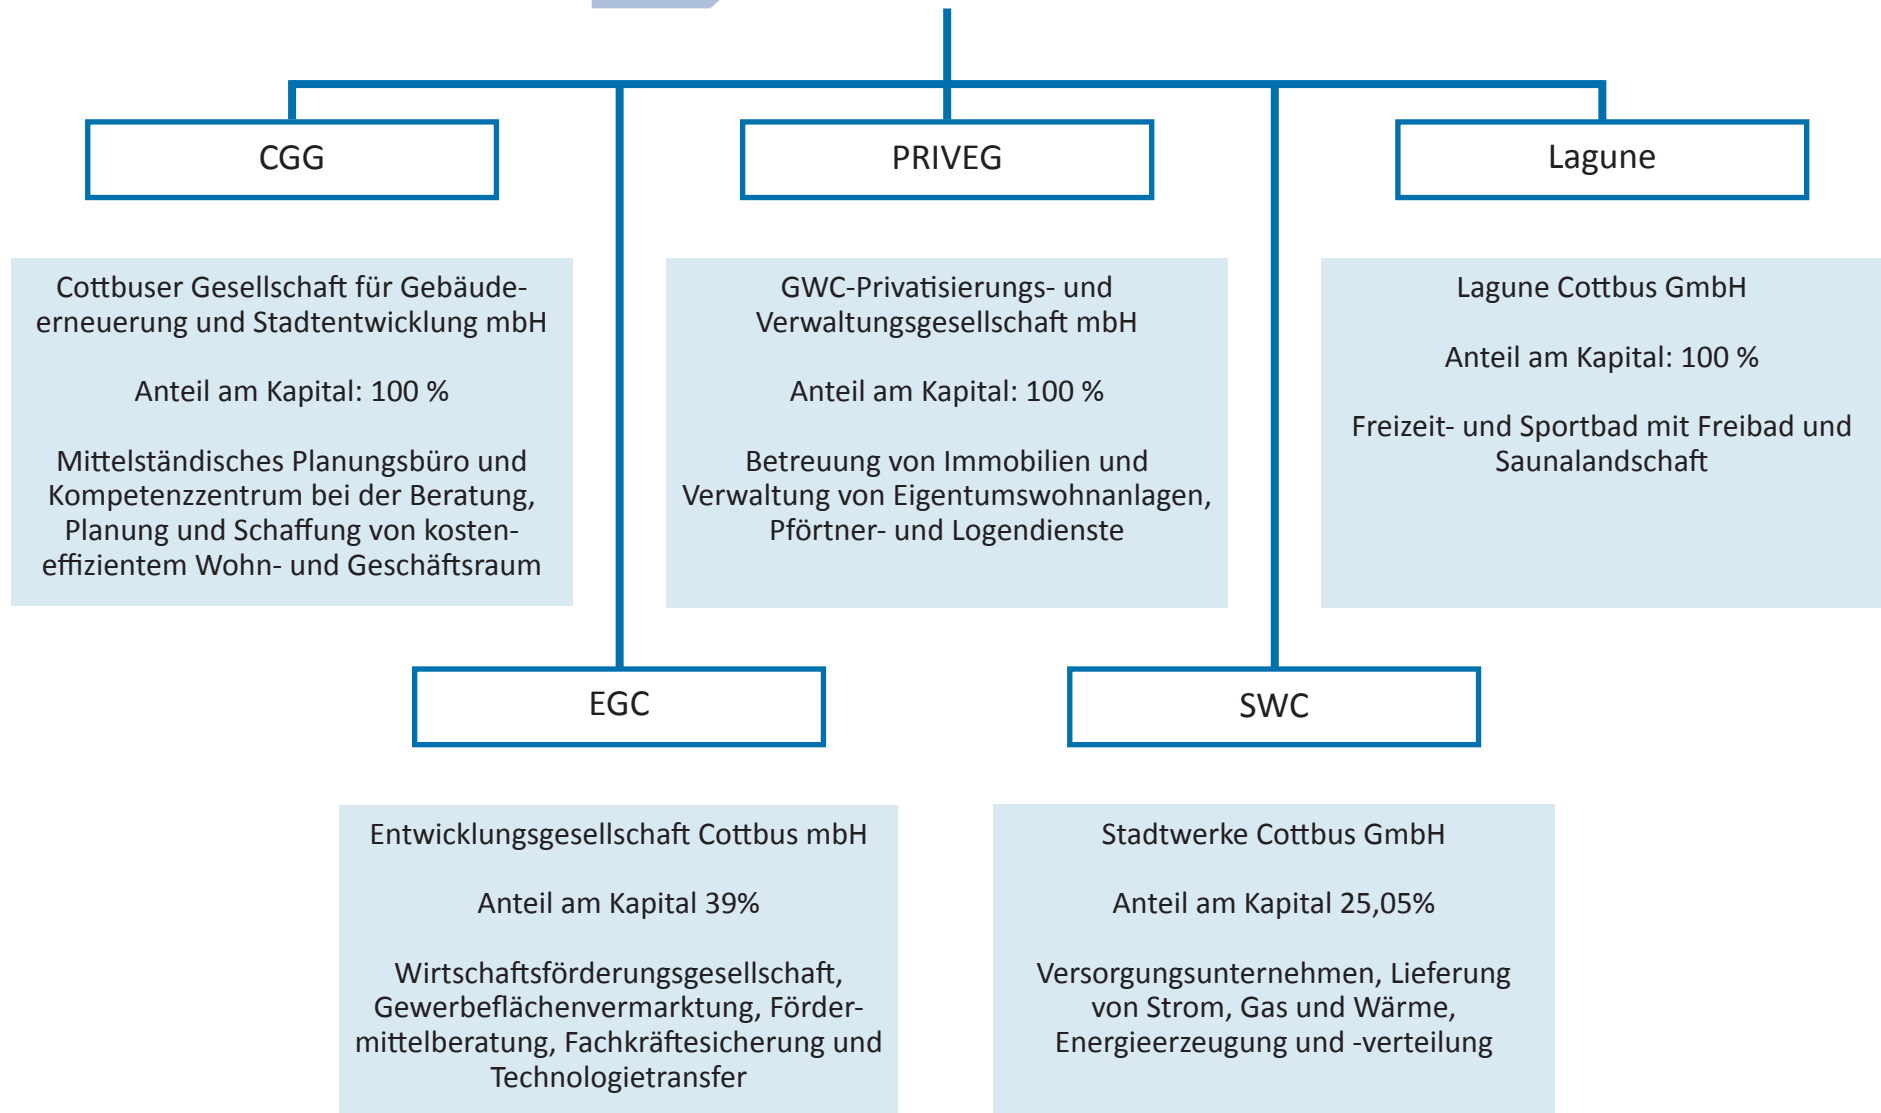 CGG
PRIVEG
Lagune
Cottbuser Gesellschaft für Gebäude-
erneuerung und Stadtentwicklung mbH
Anteil am Kapital: 100 %
Mittelständisches Planungsbüro und
Kompetenzzentrum bei der Beratung,
Planung und Schaffung von kosten-
effizientem Wohn- und Geschäftsraum
GWC-Privatisierungs- und
Verwaltungsgesellschaft mbH
Anteil am Kapital: 100 %
Betreuung von Immobilien und
Verwaltung von Eigentumswohnanlagen,
Pförtner- und Logendienste
Lagune Cottbus GmbH
Anteil am Kapital: 100 %
Freizeit- und Sportbad mit Freibad und
Saunalandschaft
EGC
SWC
Entwicklungsgesellschaft Cottbus mbH
Anteil am Kapital 39%
Wirtschaftsförderungsgesellschaft,
Gewerbeflächenvermarktung, Förder-
mittelberatung, Fachkräftesicherung und
Technologietransfer
Stadtwerke Cottbus GmbH
Anteil am Kapital 25,05%
Versorgungsunternehmen, Lieferung
von Strom, Gas und Wärme,
Energieerzeugung und -verteilung